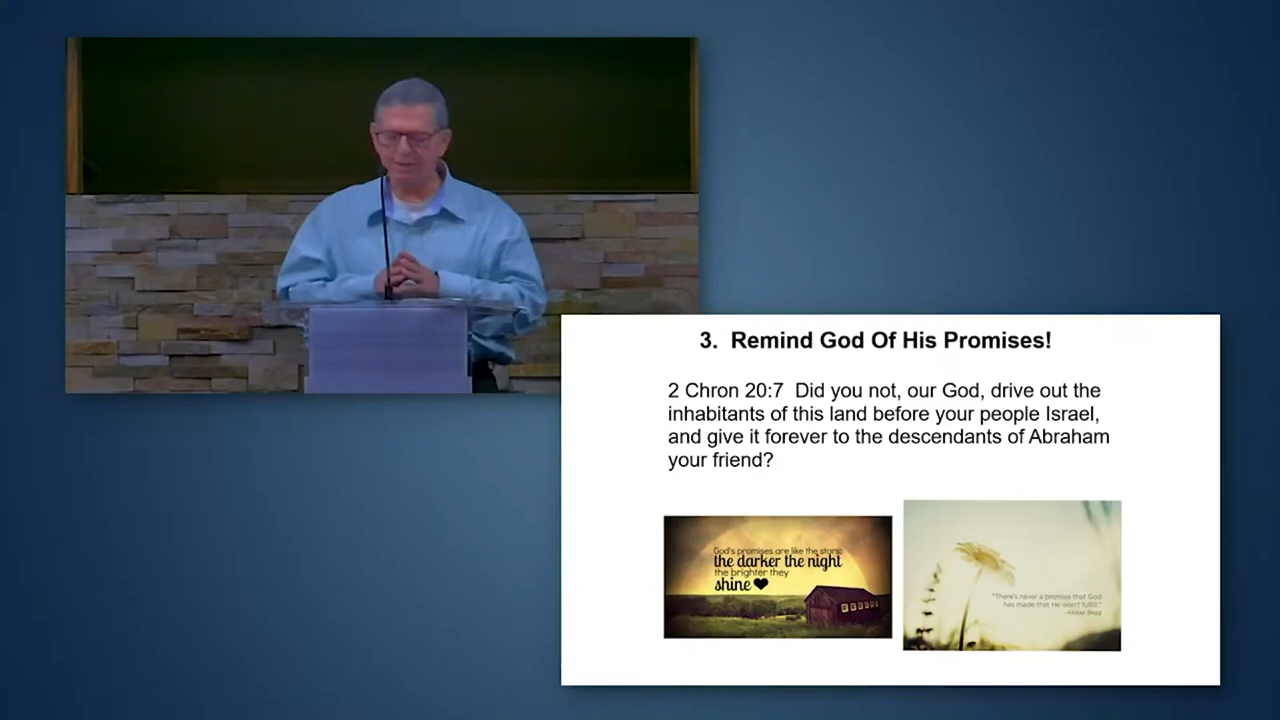 3. Remind God Of His Promises!
2 Chron 20:7 Did you not, our God, drive out the
inhabitants of this land before your people Israel,
and give it forever to the descendants of Abraham
your friend?
God's promises are like the stars:
the darker the night
the brighter they
shine
"There's never a promise that God
has made that He won't fulfill."
-Alistair Begg